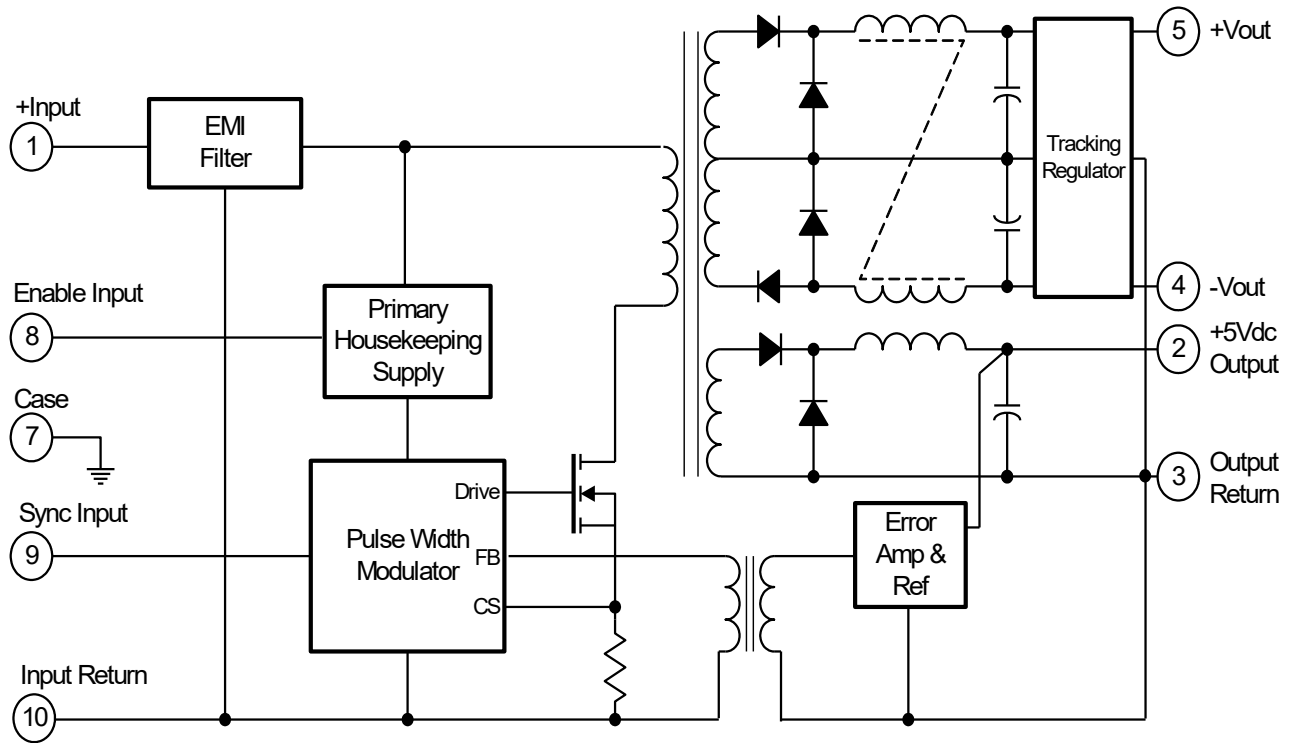 +Input
1
EMI
Filter
Enable Input
8
Primary
Housekeeping
Supply
Case
7
Sync Input
9
Pulse Width
Modulator
Drive
FB
CS
Input Return
10
Tracking
Regulator
5
+Vout
4
-Vout
2
+5Vdc
Output
3
Output
Return
Error
Amp &
Ref